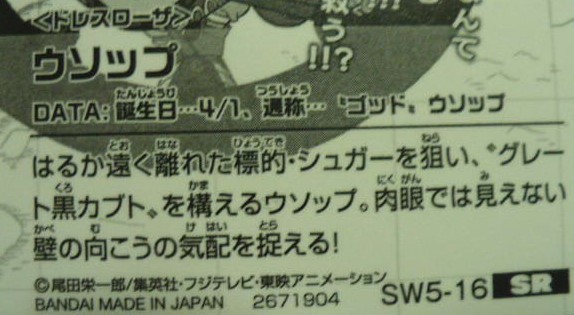 んて
救う!!?
<ドレスローザ>
ウソップ
DATA:誕生日…4/1、通称…〝ゴッド〟ウソップ
はるか遠く離れた標的・シュガーを狙い、〝グレー
ト黒カブト〟を構えるウソップ。肉眼では見えない
壁の向こうの気配を捉える!
©尾田栄一郎/集英社・フジテレビ・東映アニメーション
BANDAI MADE IN JAPAN 2671904 SW5-16 SR